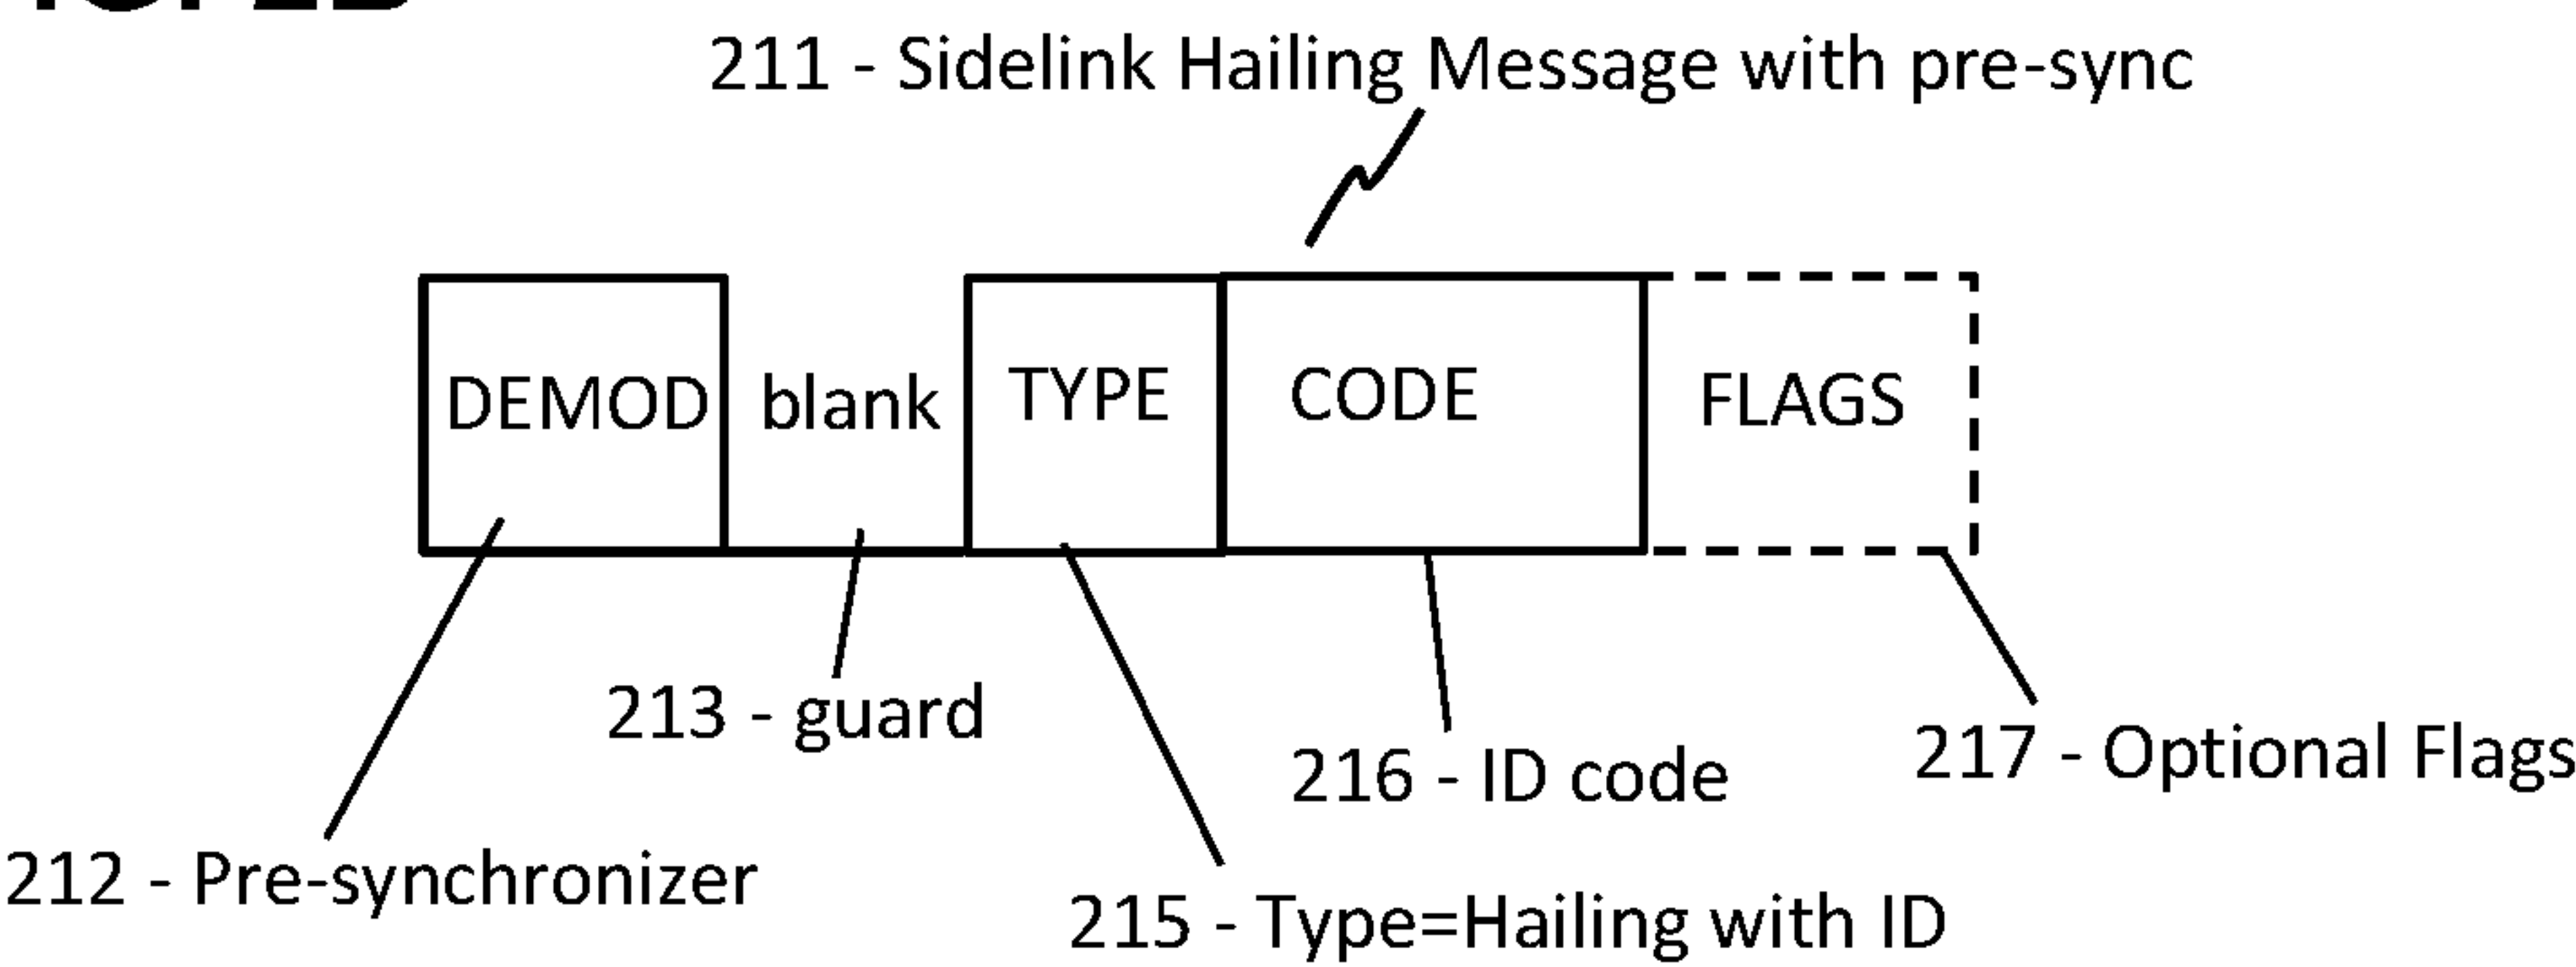 211 - Sidelink Hailing Message with pre-sync
DEMOD blank TYPE CODE FLAGS
213 - guard
216 - ID code
217 - Optional Flags
212 - Pre-synchronizer
215 - Type=Hailing with ID